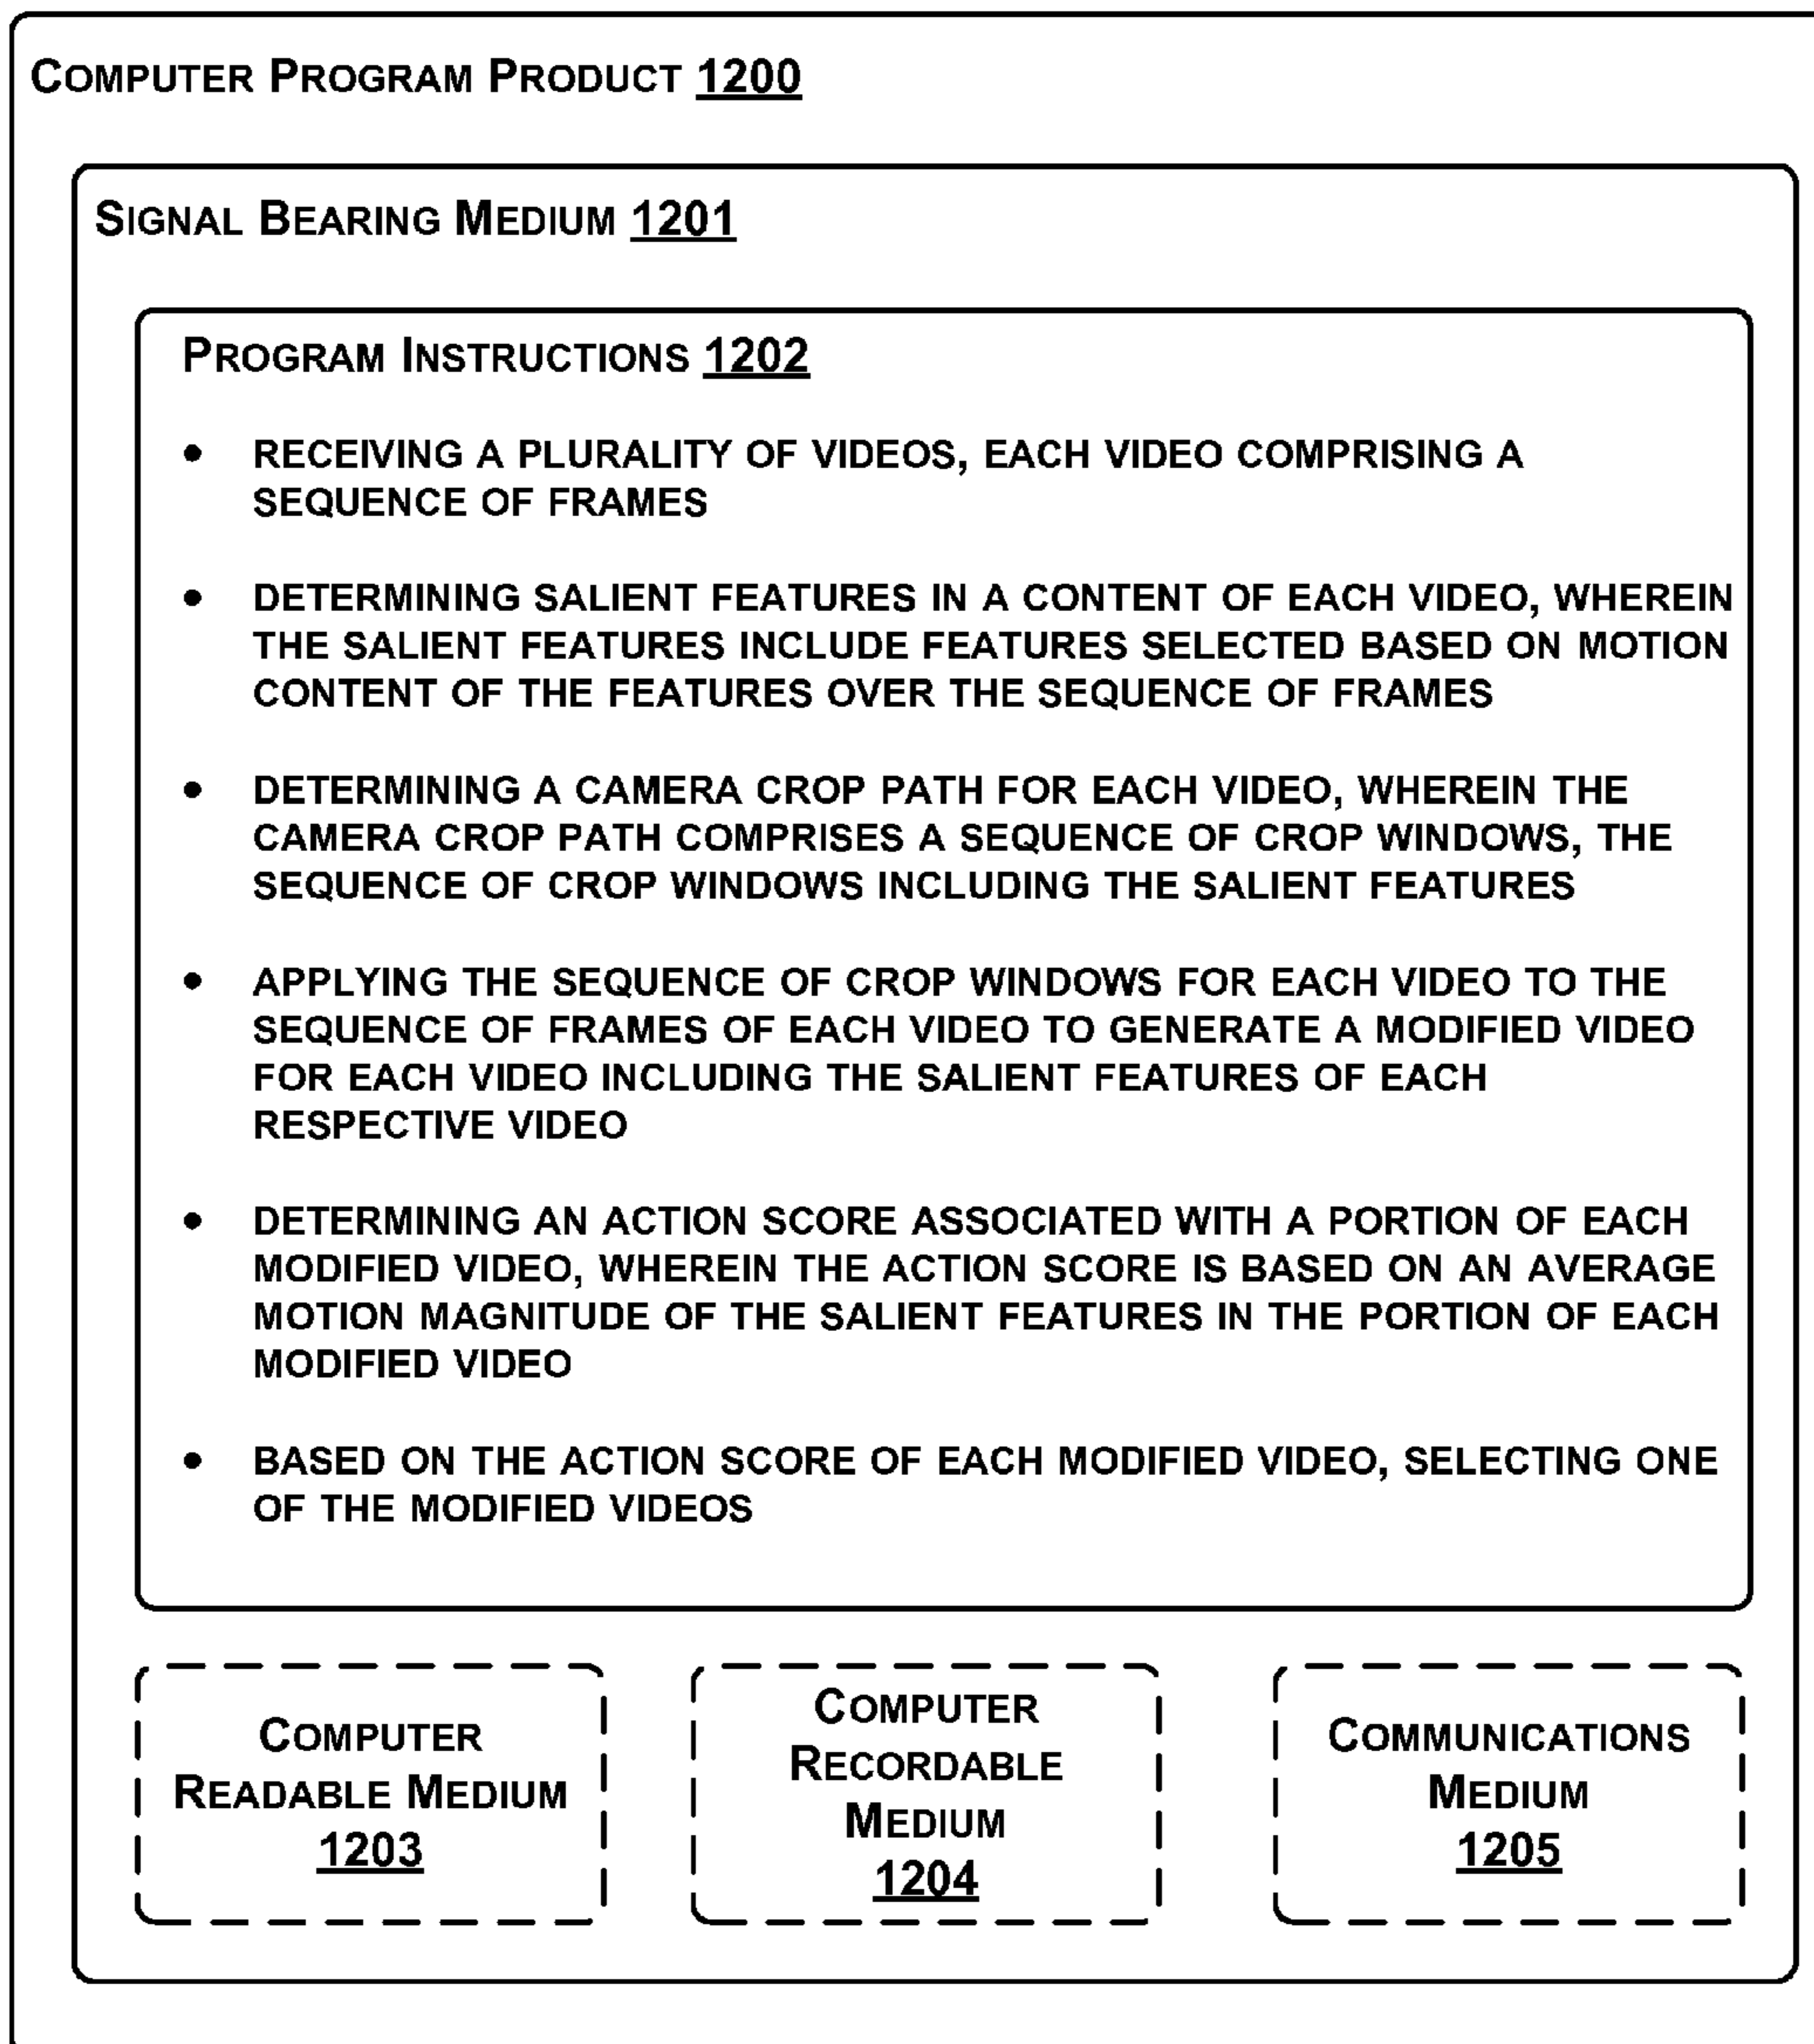 COMPUTER PROGRAM PRODUCT 1200
SIGNAL BEARING MEDIUM 1201
PROGRAM INSTRUCTIONS 1202
• RECEIVING A PLURALITY OF VIDEOS, EACH VIDEO COMPRISING A
SEQUENCE OF FRAMES
• DETERMINING SALIENT FEATURES IN A CONTENT OF EACH VIDEO, WHEREIN
THE SALIENT FEATURES INCLUDE FEATURES SELECTED BASED ON MOTION
CONTENT OF THE FEATURES OVER THE SEQUENCE OF FRAMES
• DETERMINING A CAMERA CROP PATH FOR EACH VIDEO, WHEREIN THE
CAMERA CROP PATH COMPRISES A SEQUENCE OF CROP WINDOWS, THE
SEQUENCE OF CROP WINDOWS INCLUDING THE SALIENT FEATURES
• APPLYING THE SEQUENCE OF CROP WINDOWS FOR EACH VIDEO TO THE
SEQUENCE OF FRAMES OF EACH VIDEO TO GENERATE A MODIFIED VIDEO
FOR EACH VIDEO INCLUDING THE SALIENT FEATURES OF EACH
RESPECTIVE VIDEO
• DETERMINING AN ACTION SCORE ASSOCIATED WITH A PORTION OF EACH
MODIFIED VIDEO, WHEREIN THE ACTION SCORE IS BASED ON AN AVERAGE
MOTION MAGNITUDE OF THE SALIENT FEATURES IN THE PORTION OF EACH
MODIFIED VIDEO
• BASED ON THE ACTION SCORE OF EACH MODIFIED VIDEO, SELECTING ONE
OF THE MODIFIED VIDEOS
COMPUTER
READABLE MEDIUM
1203
COMPUTER
RECORDABLE
MEDIUM
1204
COMMUNICATIONS
MEDIUM
1205